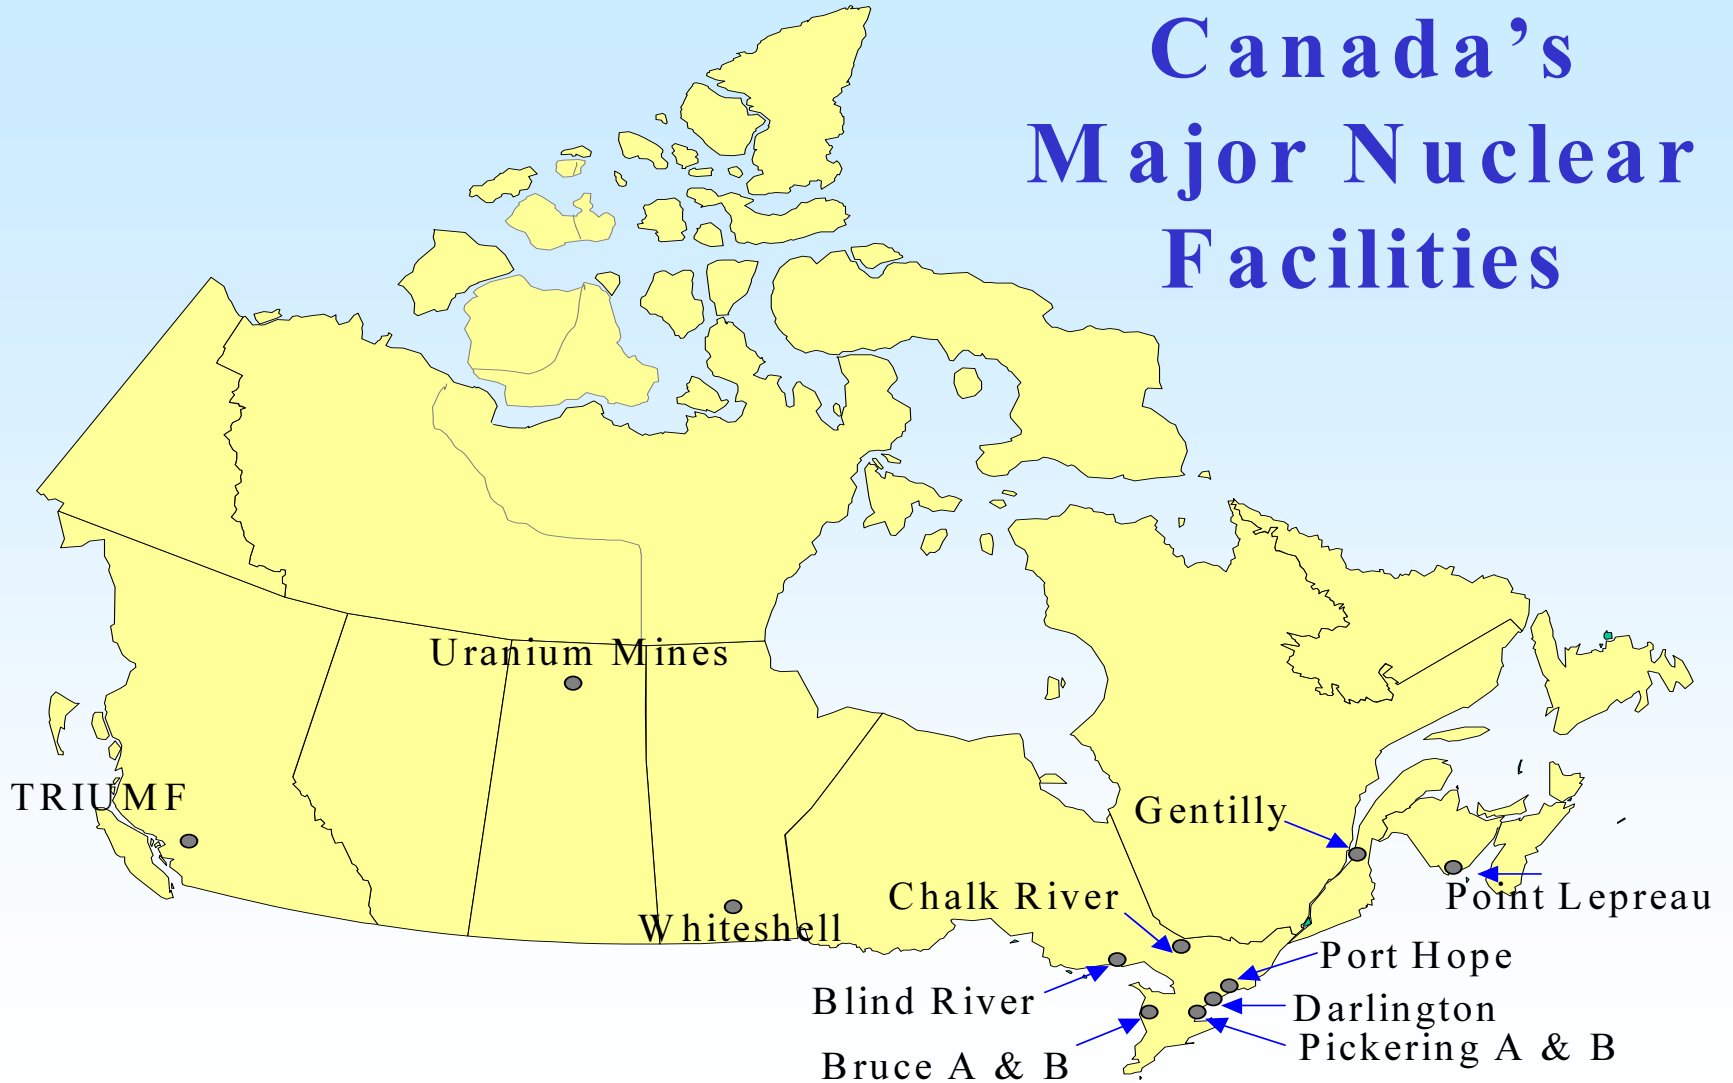 Canada's
Major Nuclear
Facilities
Uranium Mines
TRIUMF
Gentilly
Chalk River
Point Lepreau
Whiteshell
Port Hope
Blind River
Darlington
Pickering A & B
Bruce A & B